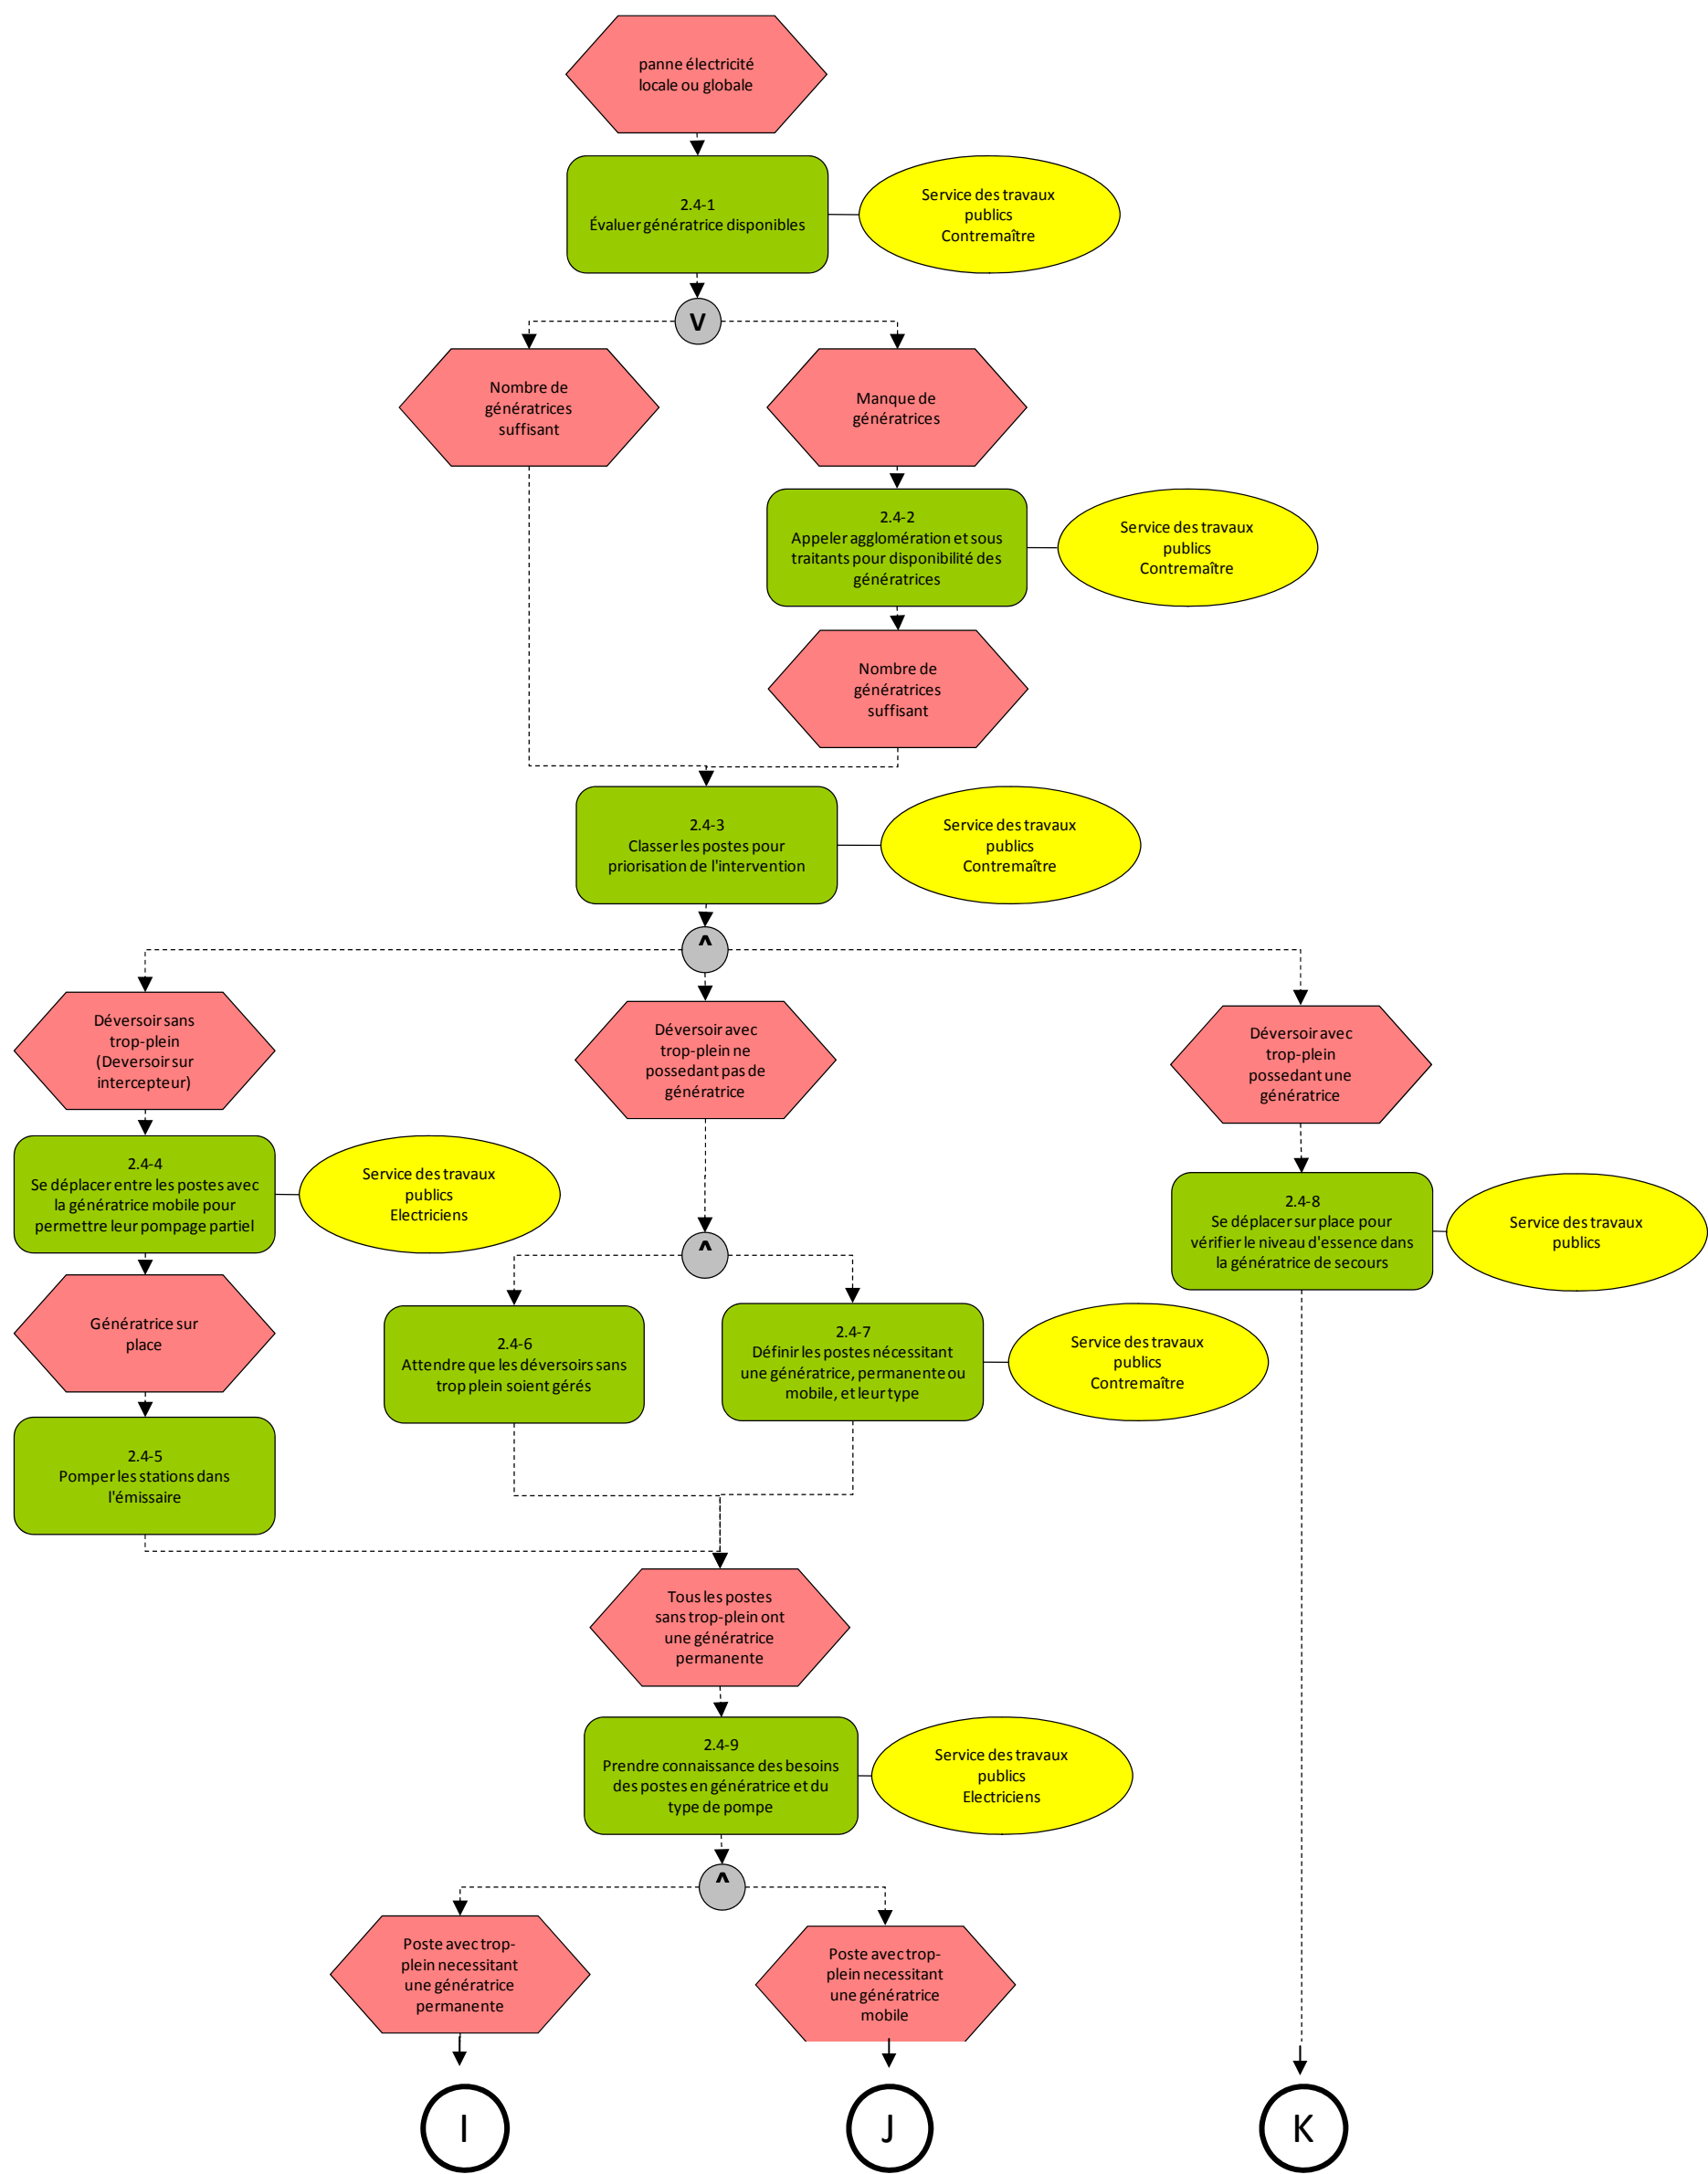 panne électricité
locale ou globale
2.4-1
Évaluer génératrice disponibles
Service des travaux
publics
Contremaître
V
Nombre de
génératrices
suffisant
Manque de
génératrices
2.4-2
Appeler agglomération et sous
traitants pour disponibilité des
génératrices
Service des travaux
publics
Contremaître
Nombre de
génératrices
suffisant
2.4-3
Classer les postes pour
priorisation de l'intervention
Service des travaux
publics
Contremaître
^
Déversoir sans
trop-plein
(Deversoir sur
intercepteur)
Déversoir avec
trop-plein ne
possedant pas de
génératrice
Déversoir avec
trop-plein
possedant une
génératrice
2.4-4
Se déplacer entre les postes avec
la génératrice mobile pour
permettre leur pompage partiel
Service des travaux
publics
Electriciens
2.4-8
Se déplacer sur place pour
vérifier le niveau d'essence dans
la génératrice de secours
Service des travaux
publics
^
Génératrice sur
place
2.4-6
Attendre que les déversoirs sans
trop plein soient gérés
2.4-7
Définir les postes nécessitant
une génératrice, permanente ou
mobile, et leur type
Service des travaux
publics
Contremaître
2.4-5
Pomper les stations dans
l'émissaire
Tous les postes
sans trop-plein ont
une génératrice
permanente
2.4-9
Prendre connaissance des besoins
des postes en génératrice et du
type de pompe
Service des travaux
publics
Electriciens
^
Poste avec trop-
plein necessitant
une génératrice
permanente
Poste avec trop-
plein necessitant
une génératrice
mobile
I
J
K